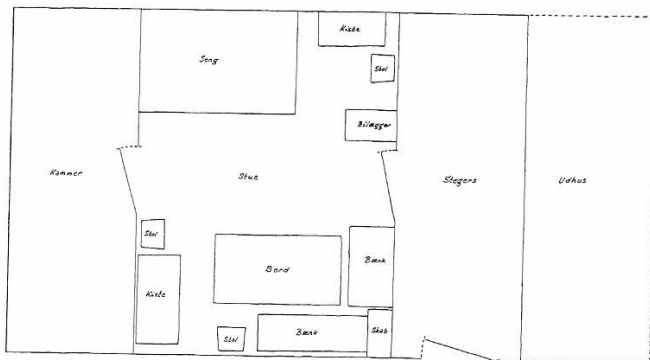 Kiste
Seng
Stol
Bilægger
Kammer
Stue
Stegers
Udhus
Stol
Bænk
Bord
Kiste
Stol
Bænk
Skab